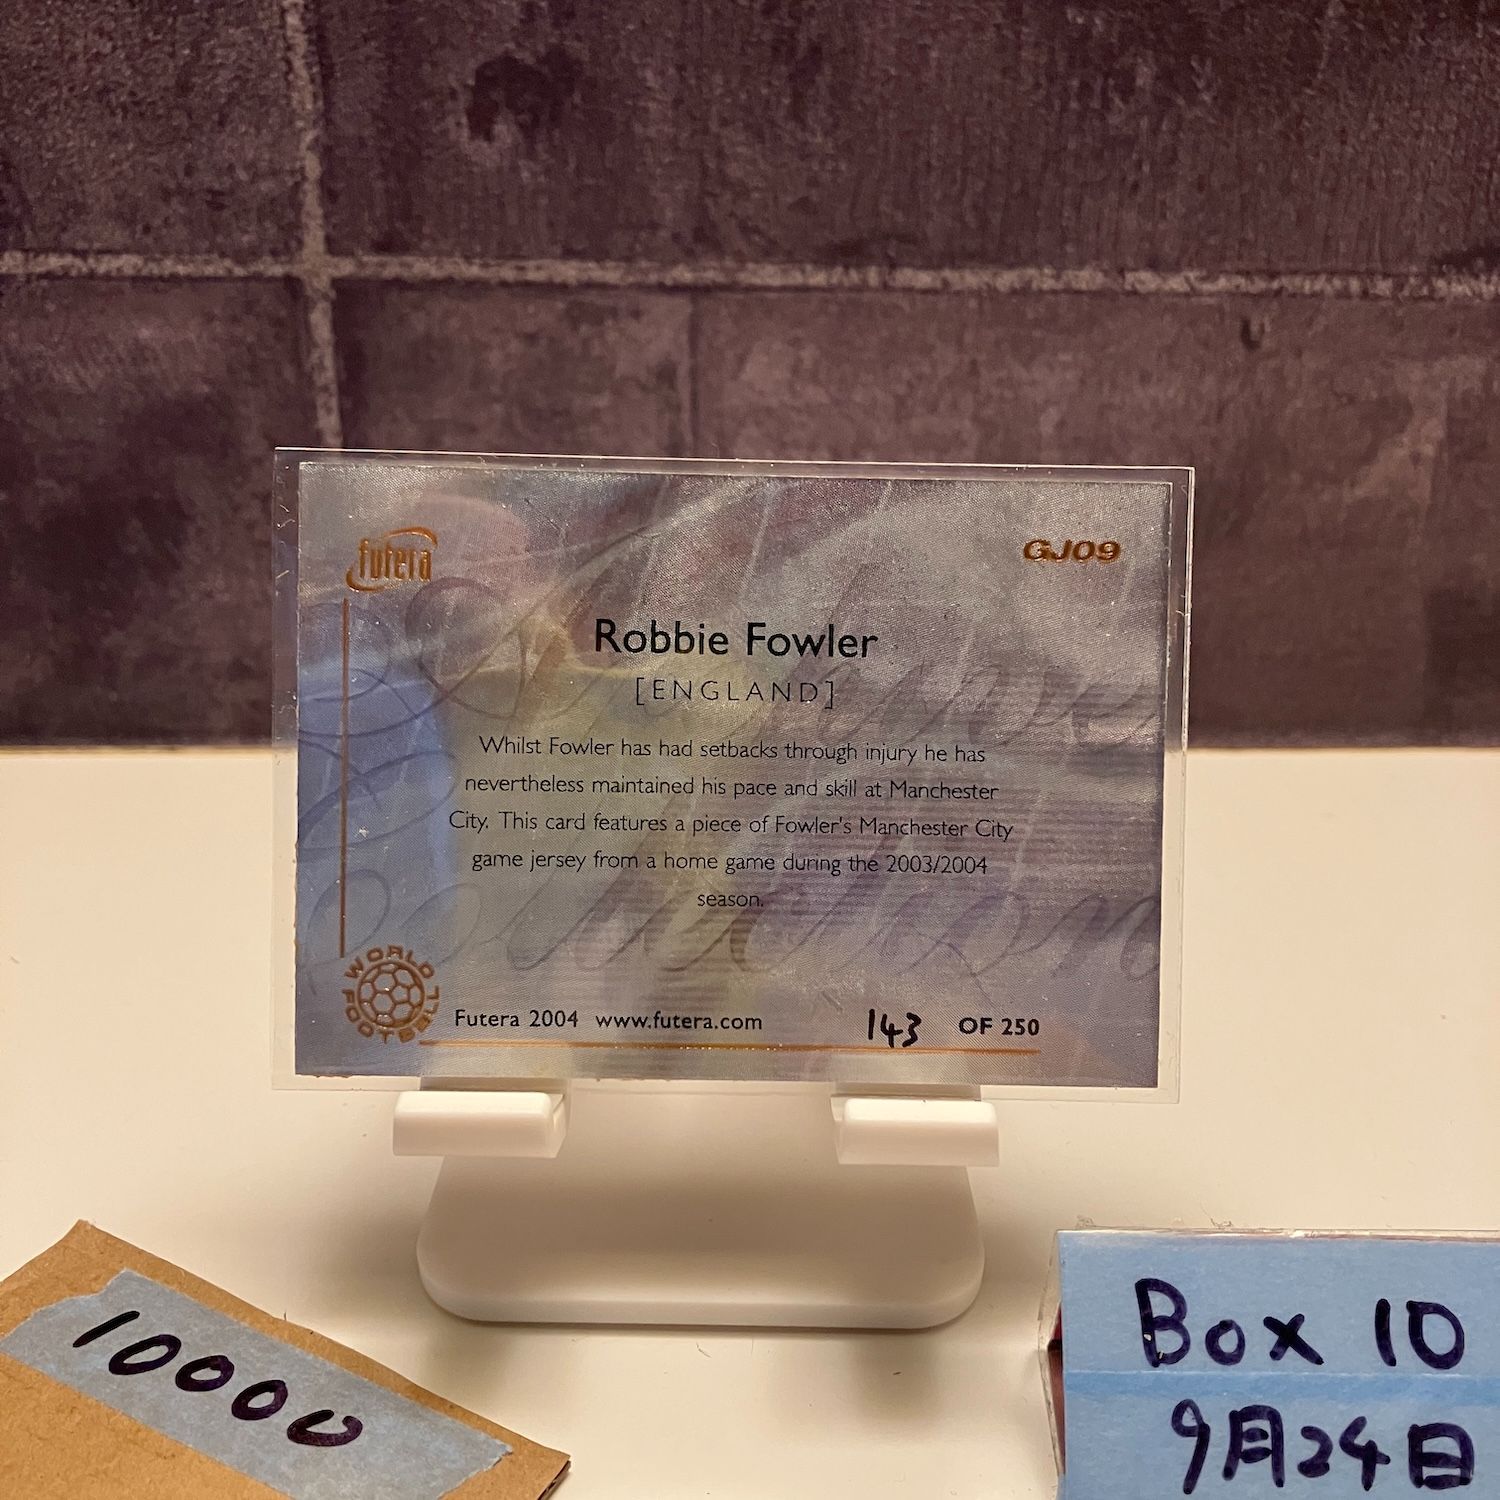 futera
GJ09
Robbie Fowler
[ENGLAND]
Whilst Fowler has had setbacks through injury he has
nevertheless maintained his pace and skill at Manchester
City. This card features a piece of Fowler's Manchester City
game jersey from a home game during the 2003/2004
season.
WORLD FOOTBALL
Futera 2004 www.futera.com
143 OF 250
10000
Box 10
9月24日